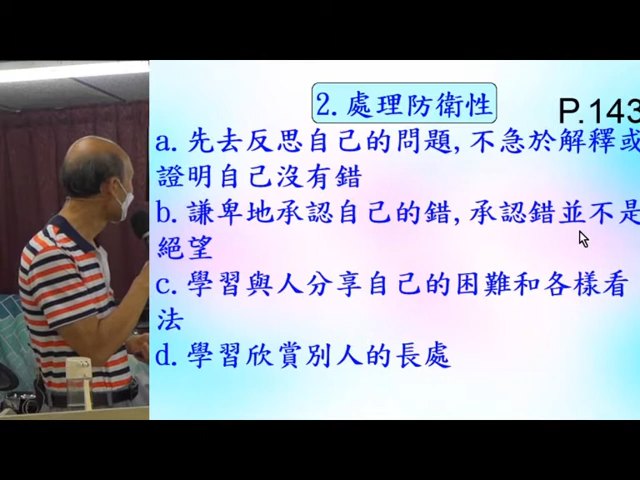 2.處理防衛性
P.143
a.先去反思自己的問題,不急於解釋或
證明自己沒有錯
b.謙卑地承認自己的錯,承認錯並不是
絕望
c.學習與人分享自己的困難和各樣看
法
d.學習欣賞別人的長處